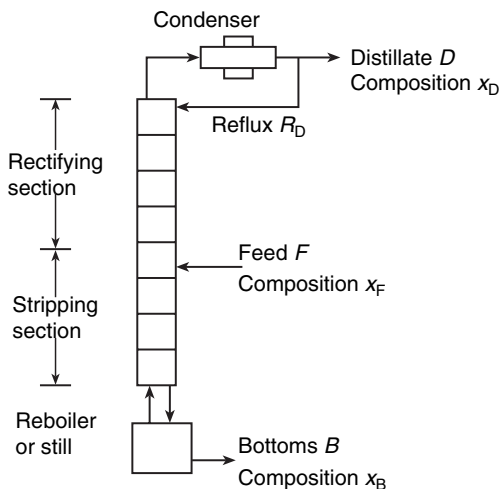 Condenser
Distillate D
Composition x_D
Reflux R_D
Rectifying
section
Feed F
Composition x_F
Stripping
section
Reboiler
or still
Bottoms B
Composition x_B